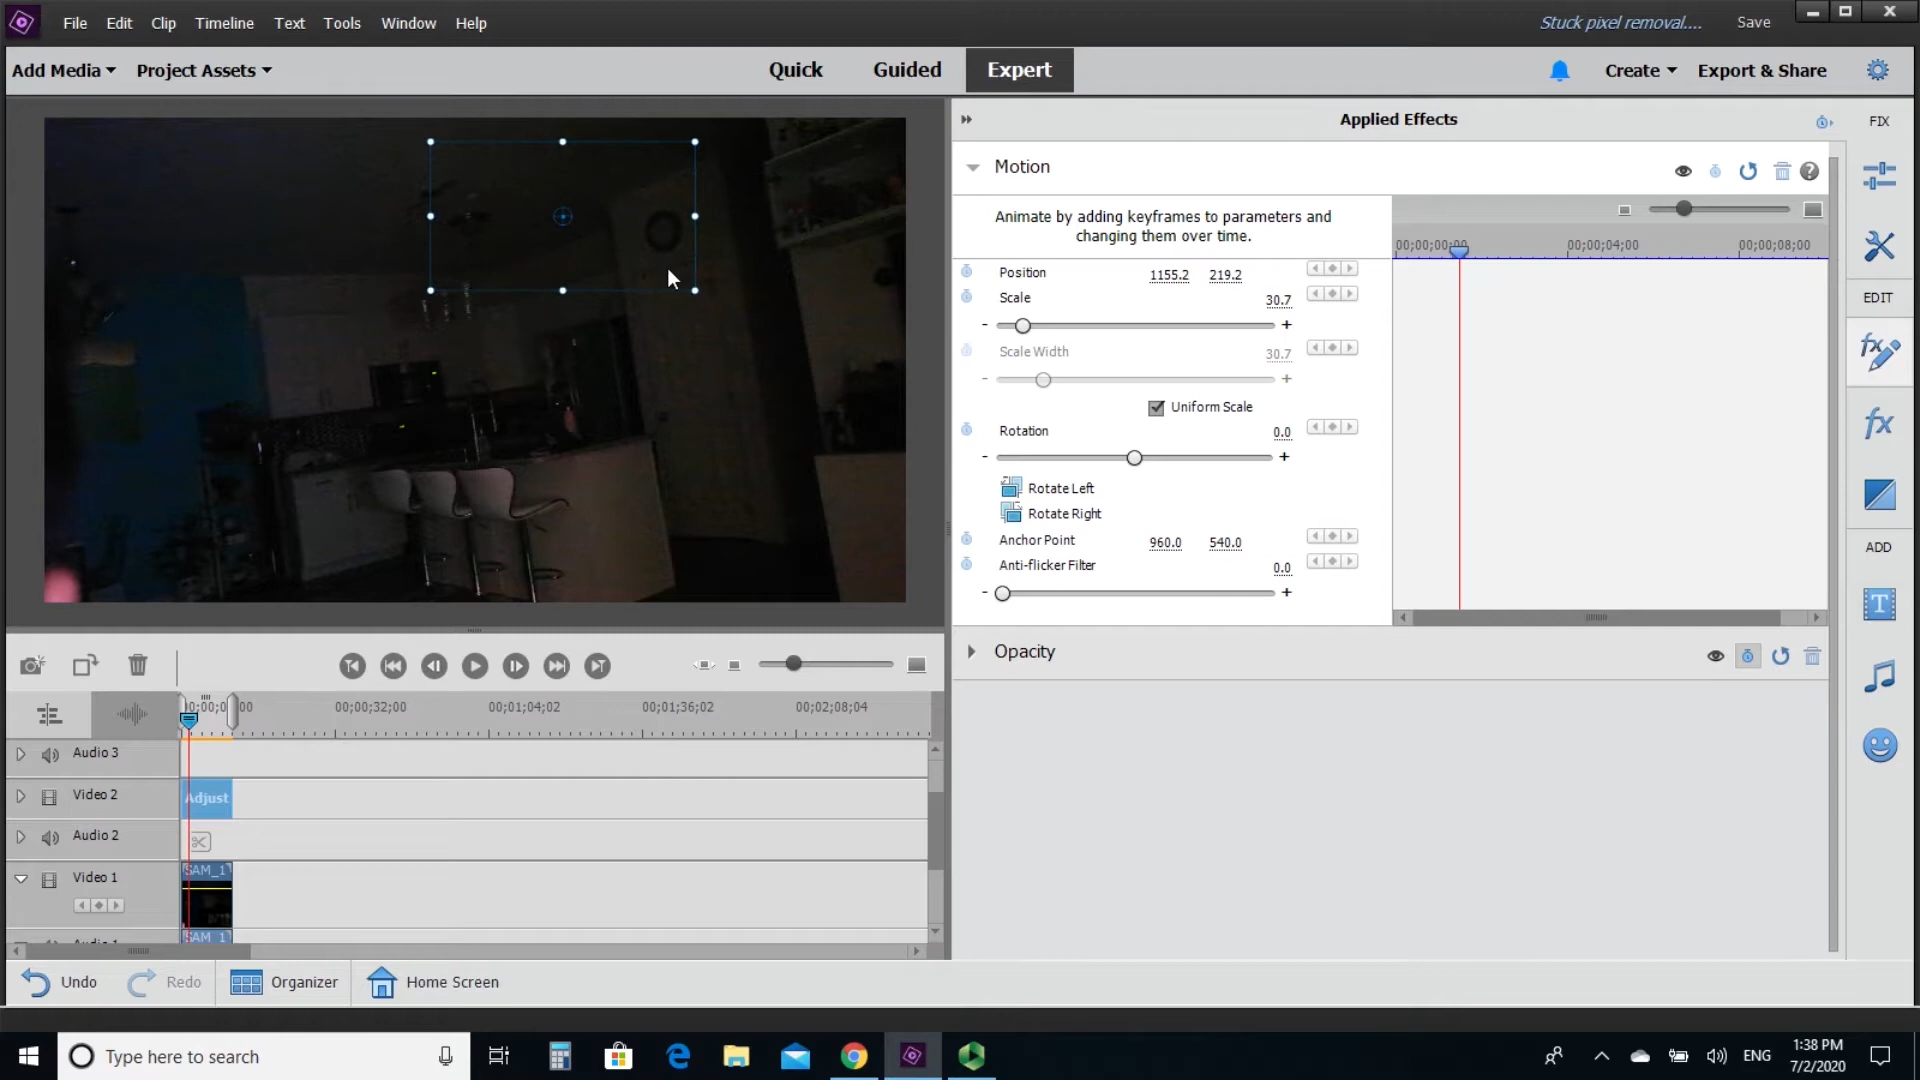 File Edit Clip Timeline Text Tools Window Help
Stuck pixel removal.... Save
Add Media Project Assets
Quick Guided Expert
Create Export & Share
Applied Effects
FIX
Motion
Animate by adding keyframes to parameters and
changing them over time.
00;00;00;00 00;00;04;00 00;00;08;00
Position 1155.2 219.2
Scale
30.7
- +
EDIT
Scale Width 30.7
- +
Uniform Scale
Rotation 0.0
- +
Rotate Left
Rotate Right
Anchor Point 960.0 540.0
Anti-flicker Filter 0.0
- +
fx
ADD
T
Opacity
00;00;32;00 00;01;04;02 00;01;36;02 00;02;08;04
Audio 3
Video 2
Adjust
Audio 2
Video 1
SAM_1
SAM_1
Undo Redo Organizer Home Screen
Type here to search
ENG
1:38 PM
7/2/2020